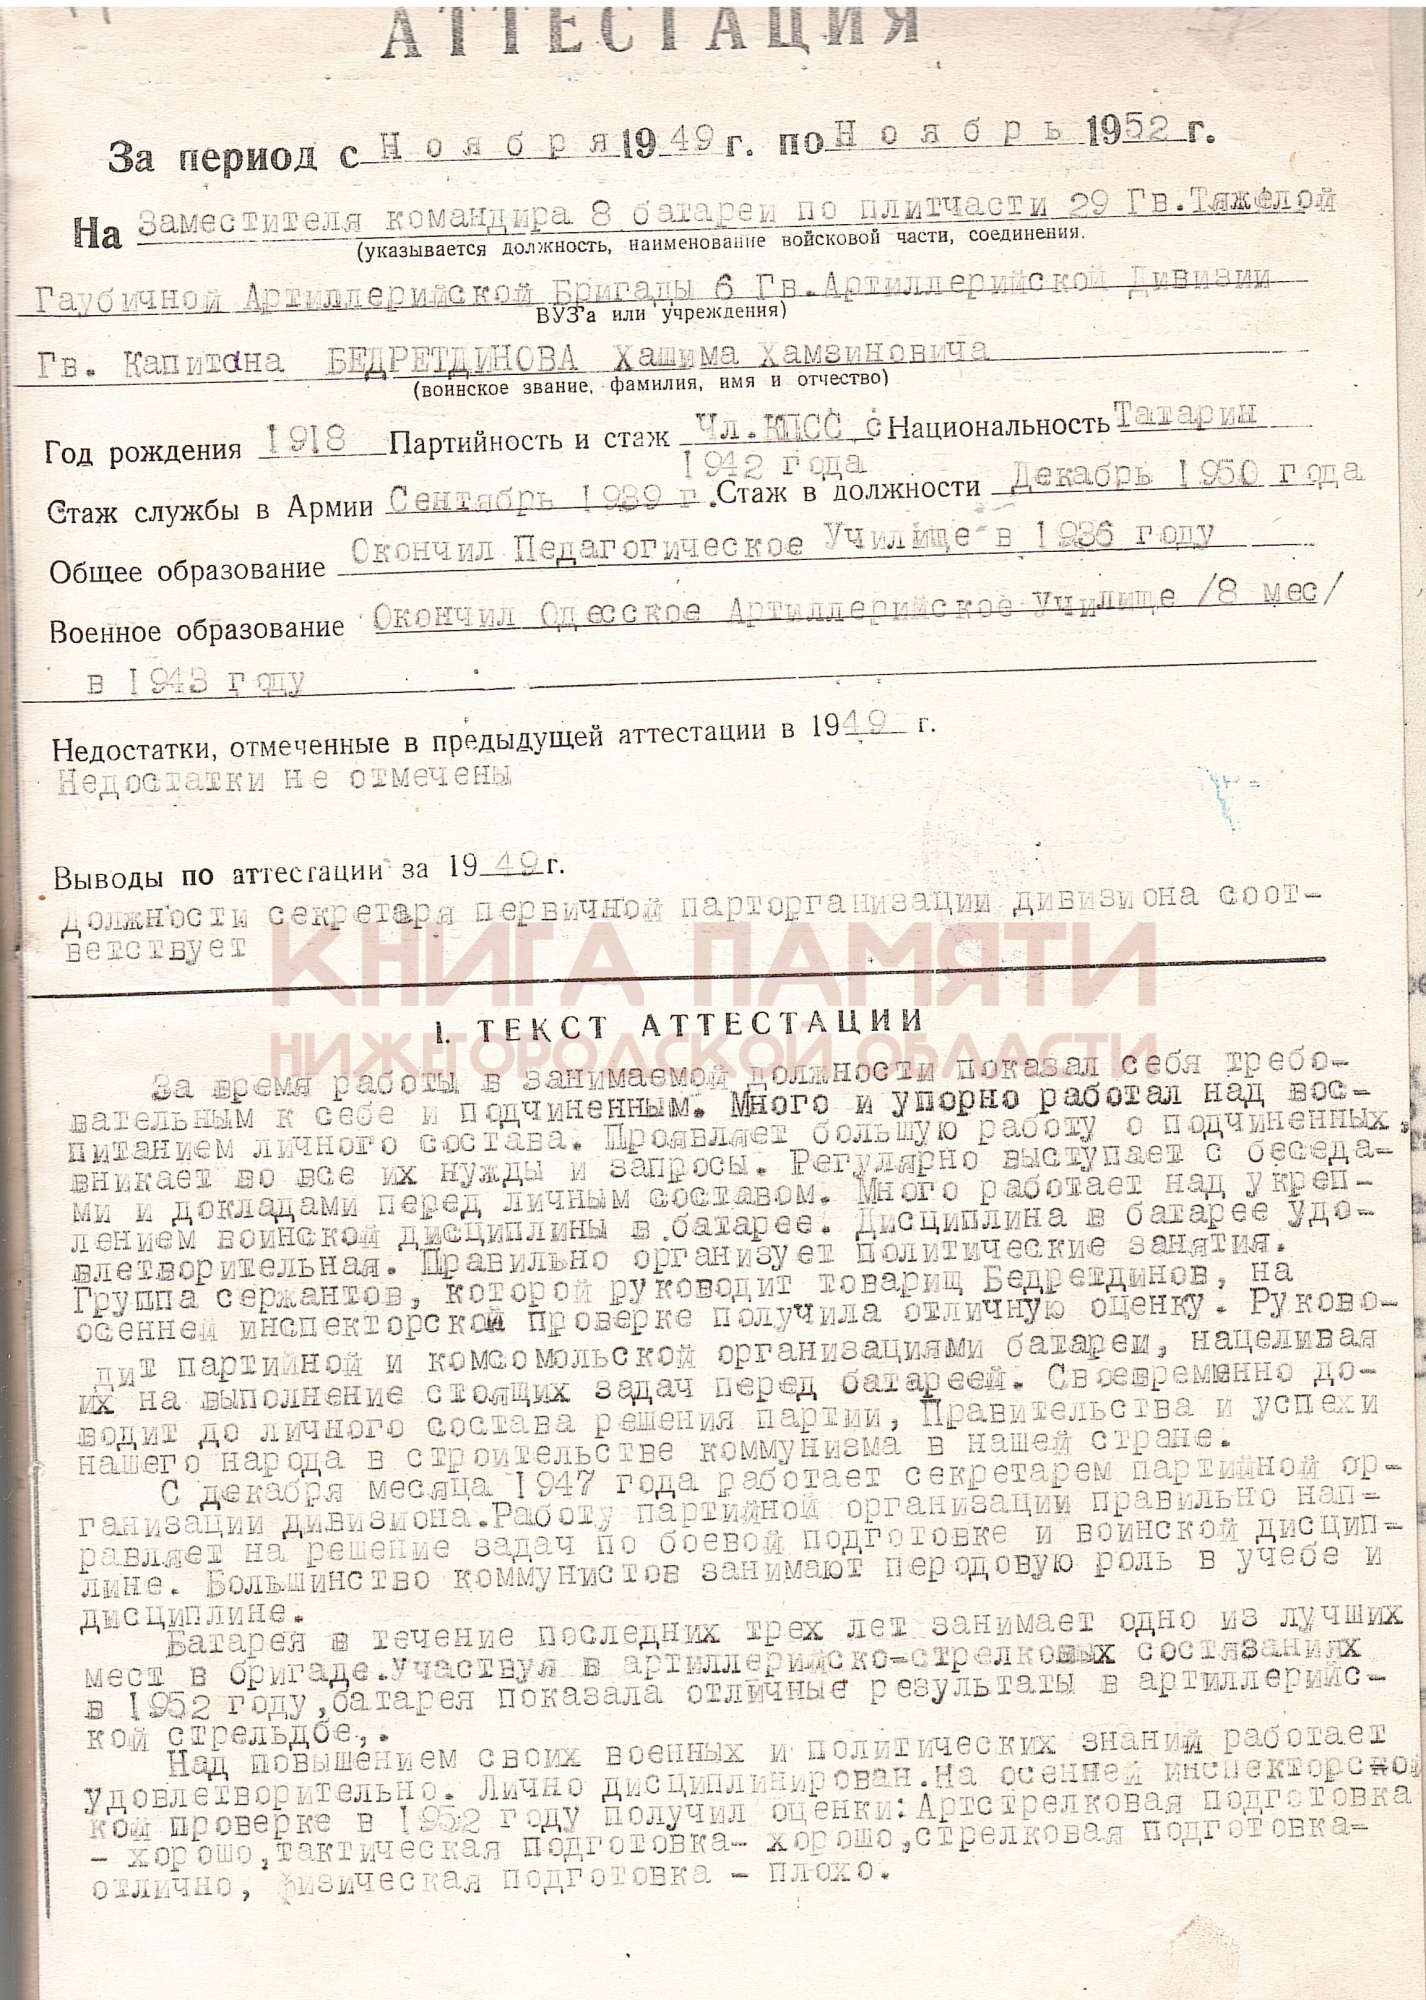 АТТЕСТАЦИЯ
За период с Ноября 1949 г. по Ноябрь 1952 г.
На Заместителя командира 8 батареи по плитчасти 29 Гв.Тяжелой
(указывается должность, наименование войсковой части, соединения.
Гаубичной Артиллерийской Бригады 6 Гв.Артиллерийской Дивизии
ВУЗ'а или учреждения)
Гв. Капитана БЕДРЕТДИНОВА Хашима Хамзиновича
(воинское звание, фамилия, имя и отчество)
Год рождения 1918 Партийность и стаж Чл.КПСС с Национальность Татарин
1942 года
Стаж службы в Армии Сентябрь 1939 г. Стаж в должности Декабрь 1950 года
Общее образование Окончил Педагогическое Училище в 1936 году
Военное образование Окончил Одесское Артиллерийское Училище /8 мес/
в 1943 году
Недостатки, отмеченные в предыдущей аттестации в 1949 г.
Недостатки не отмечены
Выводы по аттестации за 1949 г.
Должности секретаря первичной парторганизации дивизиона соот-
ветствует
КНИГА ПАМЯТИ
НИЖЕГОРОДСКОЙ ОБЛАСТИ
I. ТЕКСТ АТТЕСТАЦИИ
За время работы в занимаемой должности показал себя требо-
вательным к себе и подчиненным. Много и упорно работал над вос-
питанием личного состава. Проявляет большую работу о подчиненных,
вникает во все их нужды и запросы. Регулярно выступает с беседа-
ми и докладами перед личным составом. Много работает над укреп-
лением воинской дисциплины в батарее. Дисциплина в батарее удо-
влетворительная. Правильно организует политические занятия.
Группа сержантов, которой руководит товарищ Бедретдинов, на
осенней инспекторской проверке получила отличную оценку. Руково-
дит партийной и комсомольской организациями батареи, нацеливая
их на выполнение стоящих задач перед батареей. Своевременно до-
водит до личного состава решения партии, Правительства и успехи
нашего народа в строительстве коммунизма в нашей стране.
С декабря месяца 1947 года работает секретарем партийной ор-
ганизации дивизиона.Работу партийной организации правильно нап-
равляет на решение задач по боевой подготовке и воинской дисцип-
лине. Большинство коммунистов занимают перодовую роль в учебе и
дисциплине.
Батарея в течение последних трех лет занимает одно из лучших
мест в бригаде.Участвуя в артиллерийско-стрелковых состязаниях
в 1952 году,батарея показала отличные результаты в артиллерийс-
кой стрельдбе,.
Над повышением своих военных и политических знаний работает
удовлетворительно. Лично дисциплинирован.На осенней инспекторской
кой проверке в 1952 году получил оценки: Артстрелковая подготовка
- хорошо,тактическая подготовка- хорошо,стрелковая подготовка-
отлично, физическая подготовка - плохо.